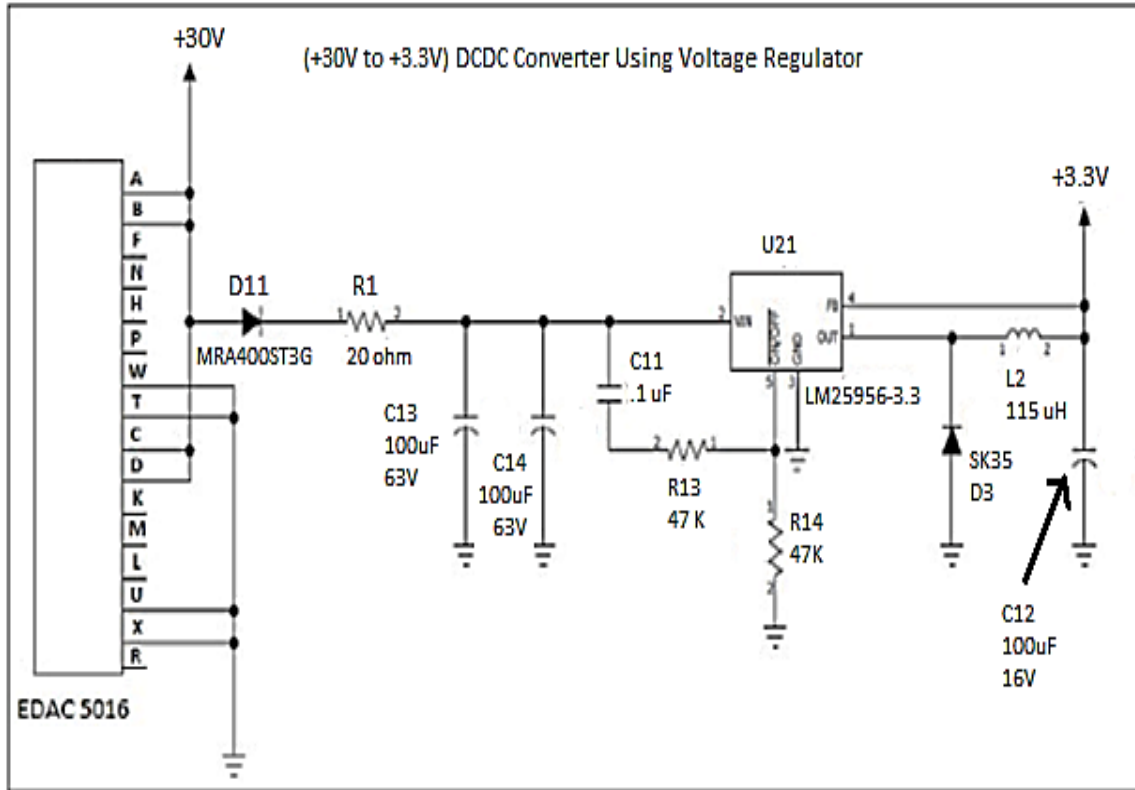 +30V
(+30V to +3.3V) DCDC Converter Using Voltage Regulator
+3.3V
A
B
F
N
H
P
W
T
C
D
K
M
L
U
X
R
EDAC 5016
D11
MRA400ST3G
1 R1 2
20 ohm
C13
100uF
63V
C14
100uF
63V
C11
.1 uF
2 1
R13
47 K
U21
2 VIN
ON/OFF
GND
FB 4
OUT 1
5 3
LM25956-3.3
R14
47K
2
1 2
L2
115 uH
SK35
D3
C12
100uF
16V